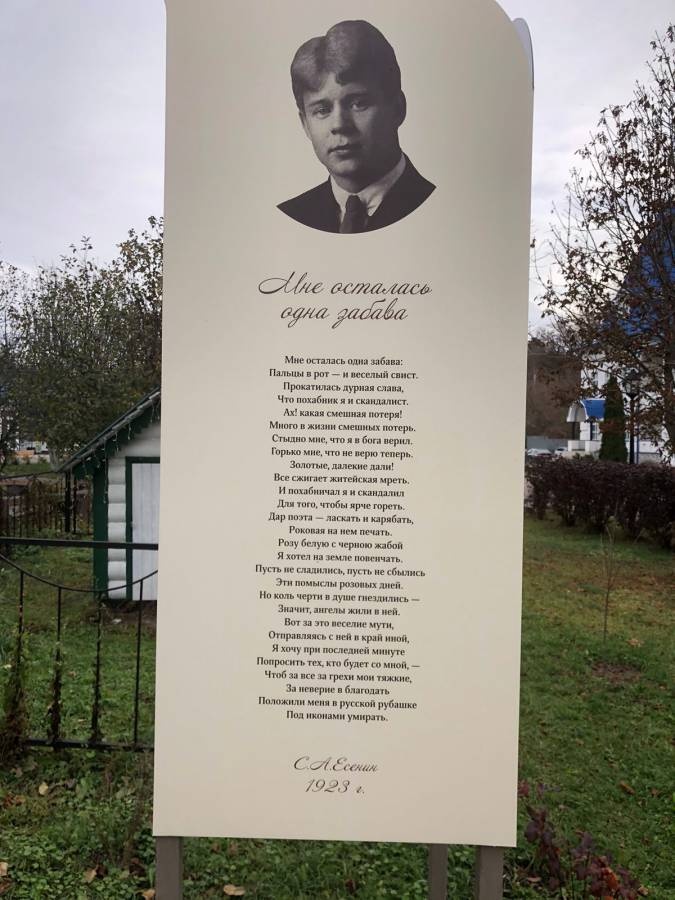 Мне осталась
одна забава
Мне осталась одна забава:
Пальцы в рот — и веселый свист.
Прокатилась дурная слава,
Что похабник я и скандалист.
Ах! какая смешная потеря!
Много в жизни смешных потерь.
Стыдно мне, что я в бога верил.
Горько мне, что не верю теперь.
Золотые, далекие дали!
Все сжигает житейская мреть.
И похабничал я и скандалил
Для того, чтобы ярче гореть.
Дар поэта — ласкать и карябать,
Роковая на нем печать.
Розу белую с черною жабой
Я хотел на земле повенчать.
Пусть не сладились, пусть не сбылись
Эти помыслы розовых дней.
Но коль черти в душе гнездились —
Значит, ангелы жили в ней.
Вот за это веселие мути,
Отправляясь с ней в край иной,
Я хочу при последней минуте
Попросить тех, кто будет со мной, —
Чтоб за все за грехи мои тяжкие,
За неверие в благодать
Положили меня в русской рубашке
Под иконами умирать.
С.А.Есенин
1923 г.